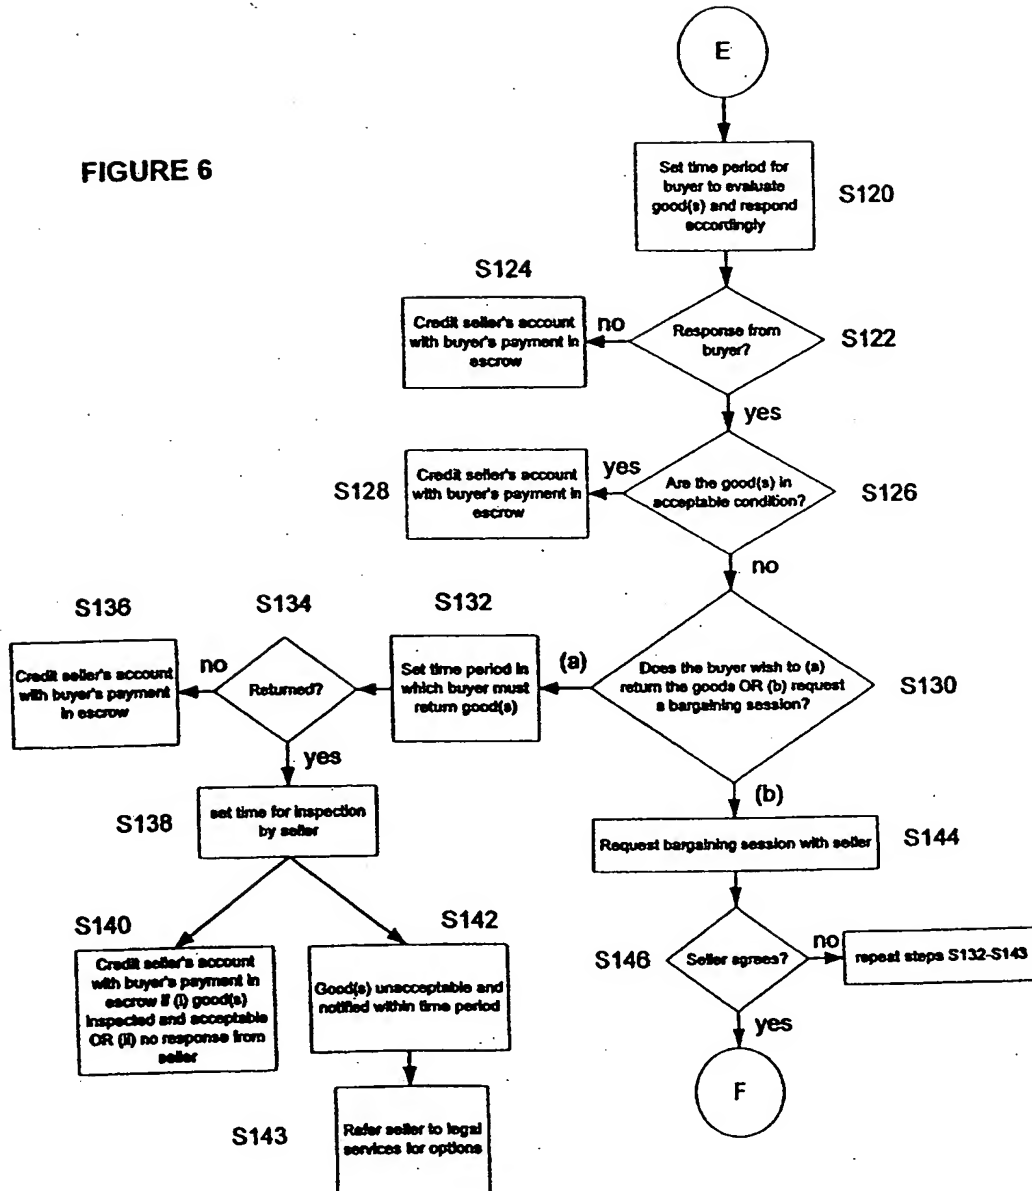 E
FIGURE 6
Set time period for
buyer to evaluate
good(s) and respond
accordingly
S120
S124
Credit seller's account
with buyer's payment in
escrow
no
Response from
buyer?
S122
yes
S128
Credit seller's account
with buyer's payment in
escrow
yes
Are the good(s) in
acceptable condition?
S126
no
S136
S134
S132
Credit seller's account
with buyer's payment
in escrow
no
Returned?
Set time period in
which buyer must
return good(s)
(a)
Does the buyer wish to (a)
return the goods OR (b) request
a bargaining session?
S130
yes
(b)
S138
set time for inspection
by seller
Request bargaining session with seller
S144
S140
Credit seller's account
with buyer's payment in
escrow if (i) good(s)
inspected and acceptable
OR (ii) no response from
seller
S142
Good(s) unacceptable and
notified within time period
S146
Seller agrees?
no
repeat steps S132-S143
yes
F
S143
Refer seller to legal
services for options